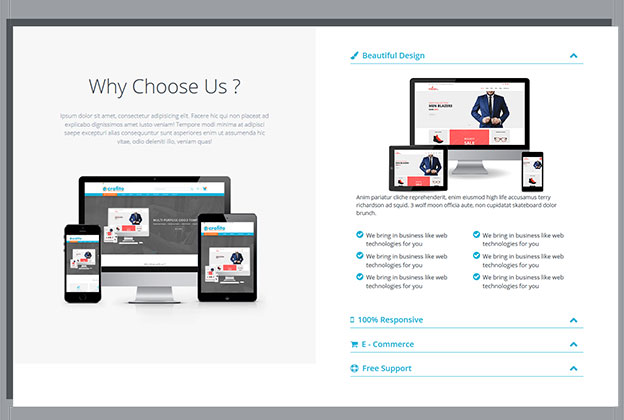 Why Choose Us ?
Ipsum dolor sit amet, consectetur adipisicing elit. Facere hic qui non placeat ad
explicabo dignissimos amet iusto veniam! Tempore modi minima at adipisci
saepe excepturi alias consequuntur sunt asperiores enim ut assumenda hic
vitae, odio deleniti illo, veniam quas!
crafito
Beautiful Design
MEN BLAZERS
SALE
Anim pariatur cliche reprehenderit, enim eiusmod high life accusamus terry
richardson ad squid. 3 wolf moon officia aute, non cupidatat skateboard dolor
brunch.
We bring in business like web
technologies for you
We bring in business like web
technologies for you
We bring in business like web
technologies for you
We bring in business like web
technologies for you
We bring in business like web
technologies for you
We bring in business like web
technologies for you
100% Responsive
E - Commerce
Free Support